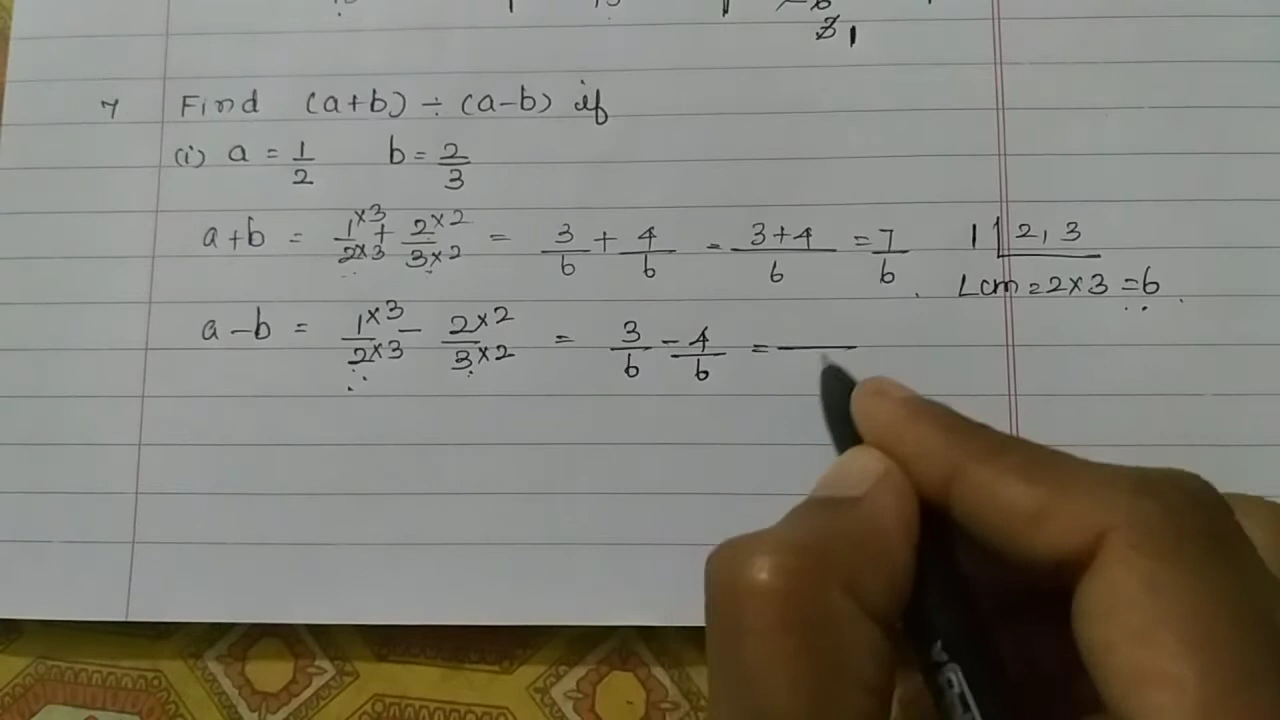 7 Find (a+b) ÷ (a-b) if
(i) a = 1/2 b = 2/3
a+b = 1×3/2×3 + 2×2/3×2 = 3/6 + 4/6 = 3+4/6 = 7/6
1 | 2, 3
Lcm = 2×3 = 6
a-b = 1×3/2×3 - 2×2/3×2 = 3/6 - 4/6 =